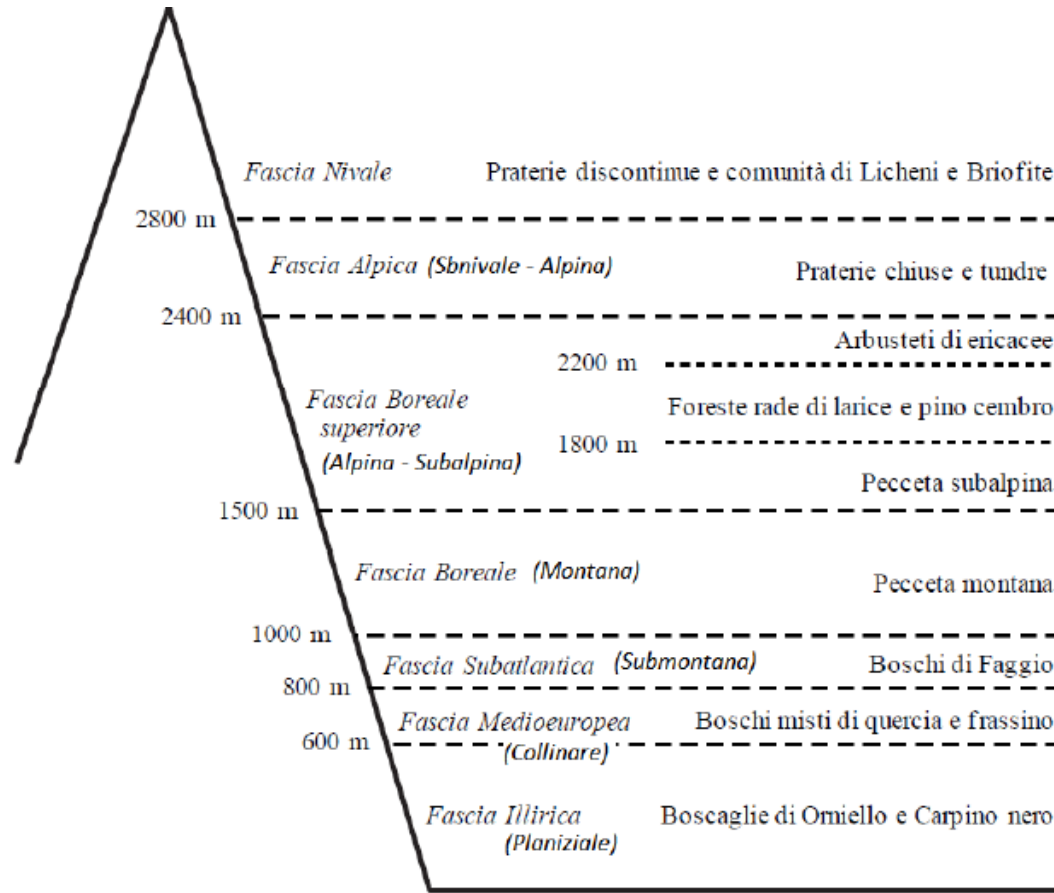 Fascia Nivale Praterie discontinue e comunità di Licheni e Briofite
2800 m
Fascia Alpica (Sbnivale - Alpina) Praterie chiuse e tundre
2400 m
Arbusteti di ericacee
2200 m
Fascia Boreale Foreste rade di larice e pino cembro
superiore
1800 m
(Alpina - Subalpina)
Pecceta subalpina
1500 m
Fascia Boreale (Montana) Pecceta montana
1000 m
Fascia Subatlantica (Submontana) Boschi di Faggio
800 m
Fascia Medioeuropea Boschi misti di quercia e frassino
600 m
(Collinare)
Fascia Illirica Boscaglie di Orniello e Carpino nero
(Planiziale)